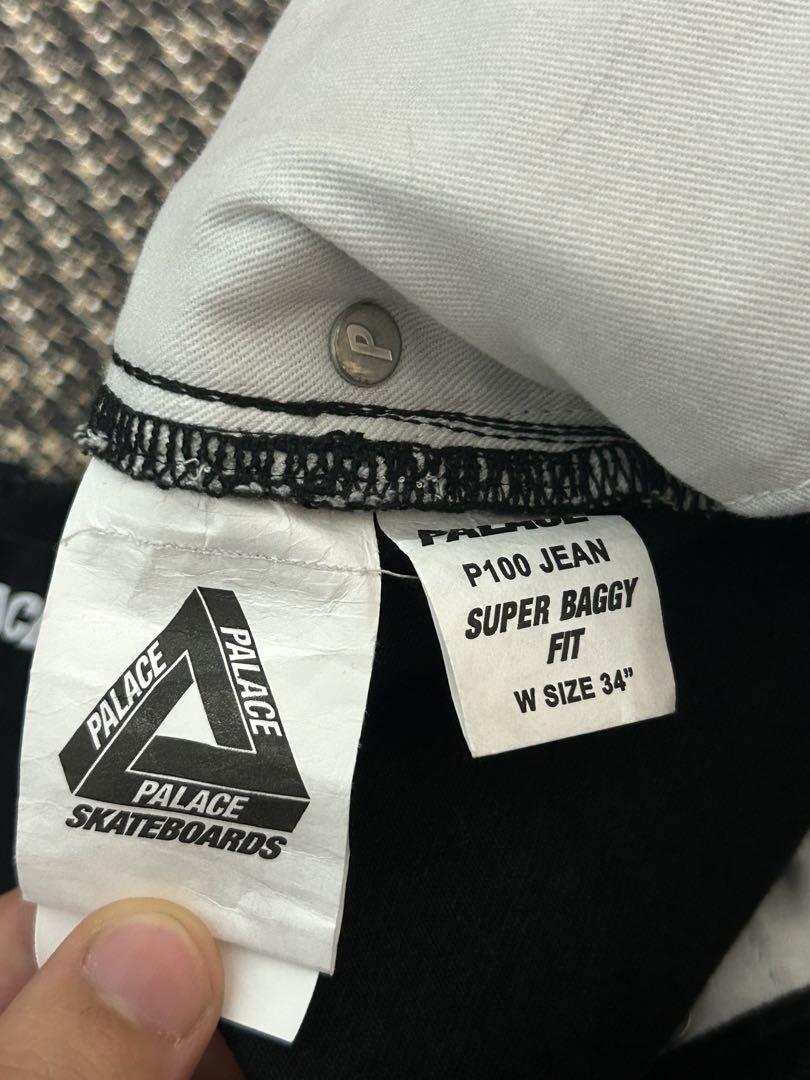 P
PALACE
P100 JEAN
SUPER BAGGY
FIT
W SIZE 34"
PALACE
PALACE
PALACE
SKATEBOARDS